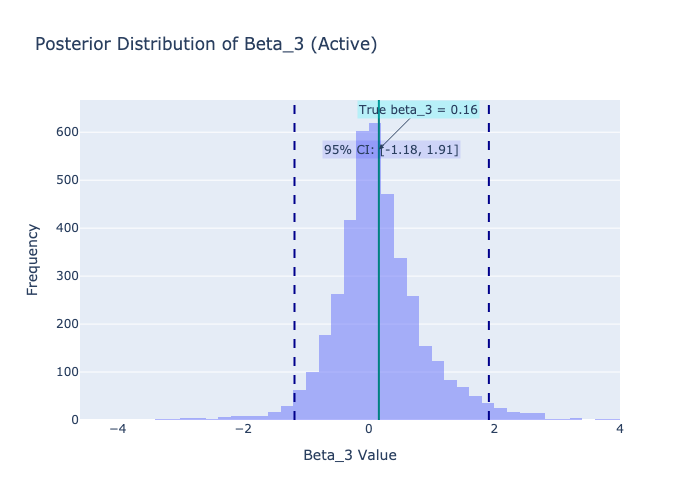 Posterior Distribution of Beta_3 (Active)
True beta_3 = 0.16
95% CI: [-1.18, 1.91]
Frequency
600
500
400
300
200
100
0
−4
−2
0
2
4
Beta_3 Value